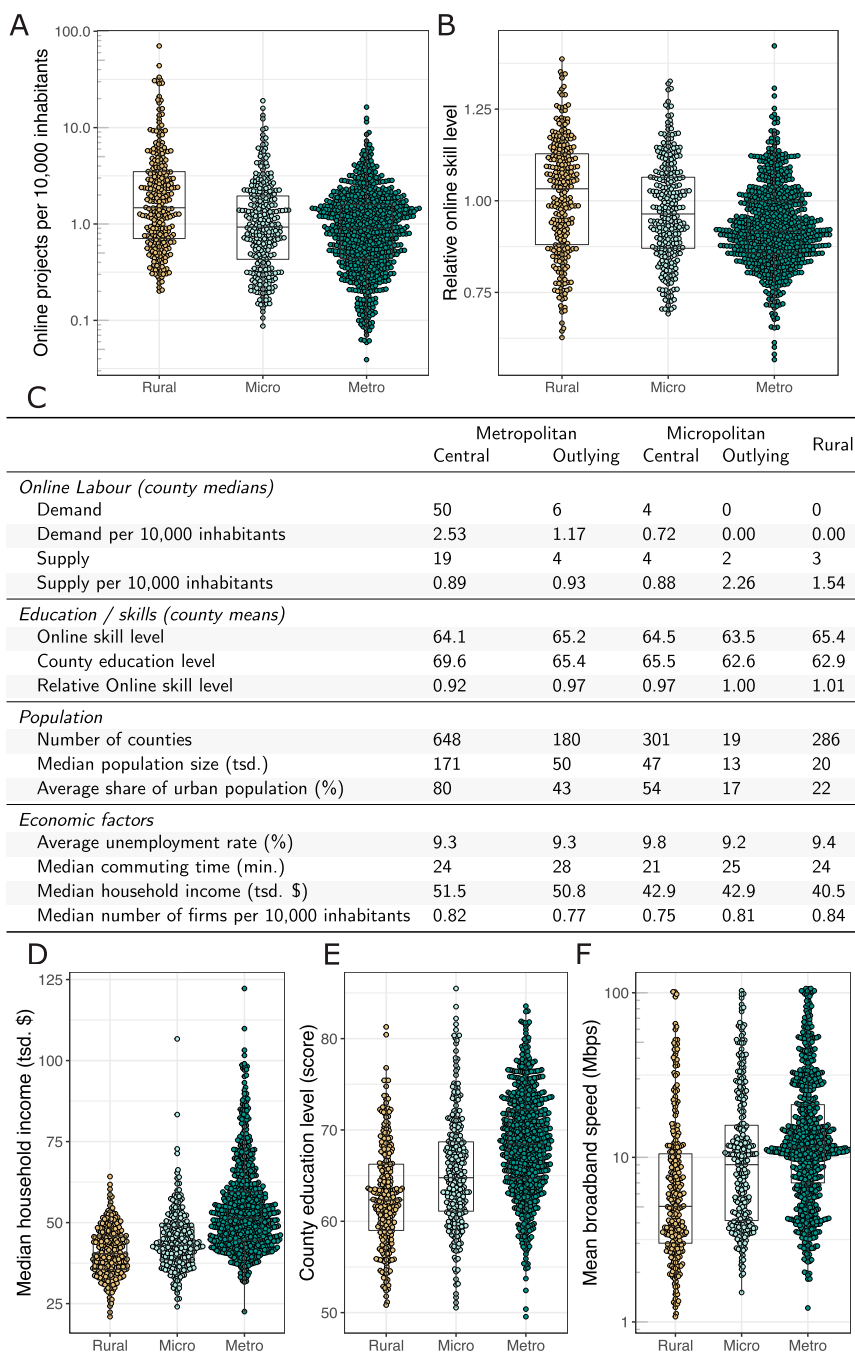 A
B
Online projects per 10,000 inhabitants
100.0
10.0
1.0
0.1
Rural Micro Metro
Relative online skill level
1.25
1.00
0.75
Rural Micro Metro
C
Metropolitan Micropolitan Rural
Central Outlying Central Outlying
Online Labour (county medians)
Demand 50 6 4 0 0
Demand per 10,000 inhabitants 2.53 1.17 0.72 0.00 0.00
Supply 19 4 4 2 3
Supply per 10,000 inhabitants 0.89 0.93 0.88 2.26 1.54
Education / skills (county means)
Online skill level 64.1 65.2 64.5 63.5 65.4
County education level 69.6 65.4 65.5 62.6 62.9
Relative Online skill level 0.92 0.97 0.97 1.00 1.01
Population
Number of counties 648 180 301 19 286
Median population size (tsd.) 171 50 47 13 20
Average share of urban population (%) 80 43 54 17 22
Economic factors
Average unemployment rate (%) 9.3 9.3 9.8 9.2 9.4
Median commuting time (min.) 24 28 21 25 24
Median household income (tsd. $) 51.5 50.8 42.9 42.9 40.5
Median number of firms per 10,000 inhabitants 0.82 0.77 0.75 0.81 0.84
D
E
F
Median household income (tsd. $)
125
100
75
50
25
Rural Micro Metro
County education level (score)
80
70
60
50
Rural Micro Metro
Mean broadband speed (Mbps)
100
10
1
Rural Micro Metro